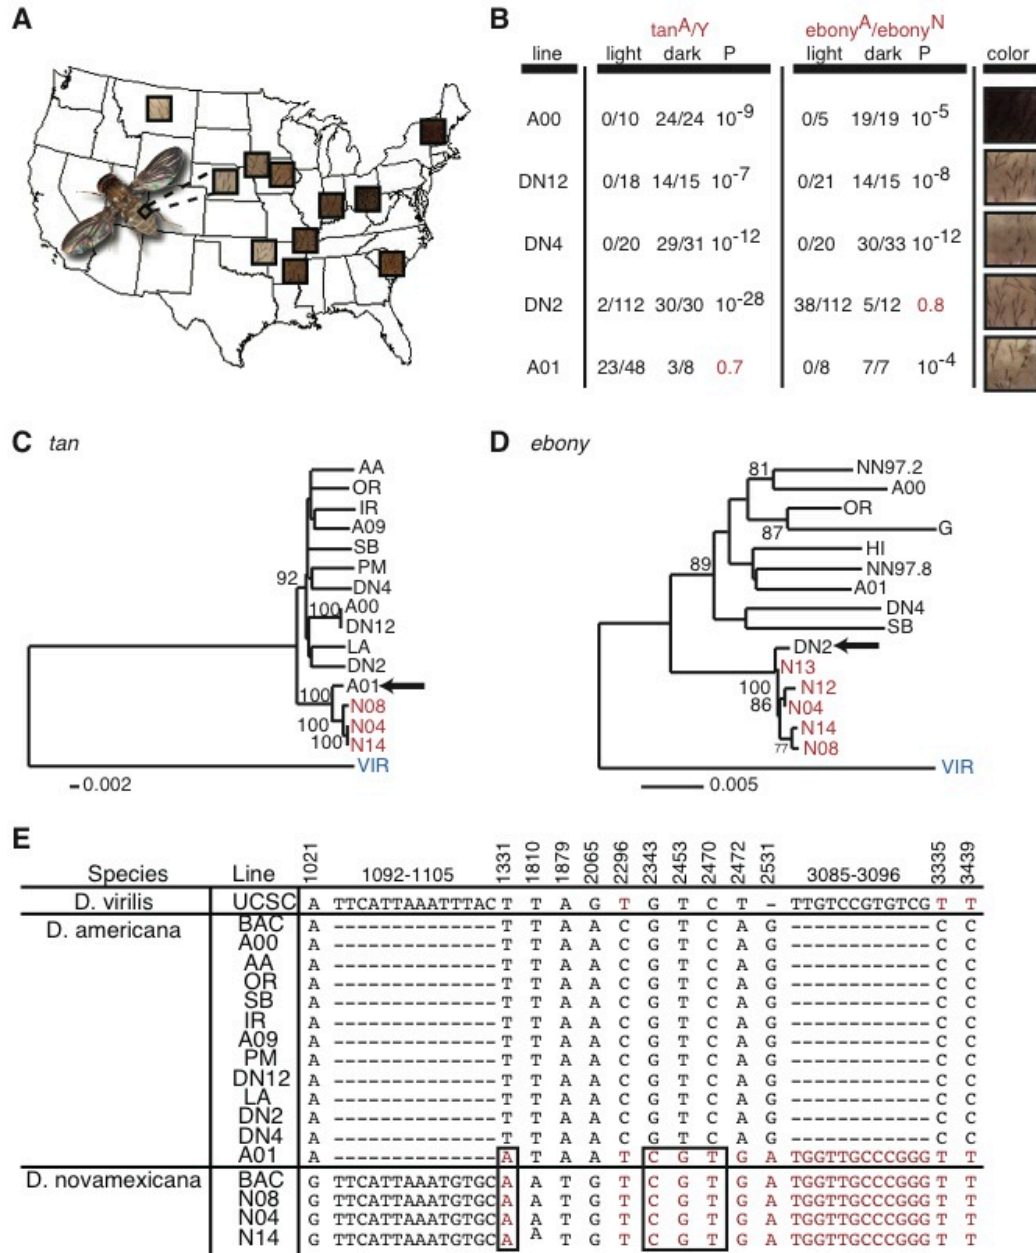 A
B
tanA/Y ebonyA/ebonyN
line light dark P light dark P color
A00 0/10 24/24 10-9 0/5 19/19 10-5
DN12 0/18 14/15 10-7 0/21 14/15 10-8
DN4 0/20 29/31 10-12 0/20 30/33 10-12
DN2 2/112 30/30 10-28 38/112 5/12 0.8
A01 23/48 3/8 0.7 0/8 7/7 10-4
C tan
AA
OR
IR
A09
SB
PM
92
DN4
100 A00
DN12
LA
DN2
100 A01
N08
100 N04
100 N14
VIR
0.002
D ebony
81 NN97.2
A00
OR
87 G
HI
89 NN97.8
A01
DN4
SB
DN2
N13
100 N12
86 N04
N14
77 N08
VIR
0.005
E
Species Line 1021 1092-1105 1331 1810 1879 2065 2296 2343 2453 2470 2472 2531 3085-3096 3335 3439
D. virilis UCSC A TTCATTAAATTTAC T T A G T G T C T - TTGTCCGTGTCG T T
D. americana BAC A -------------- T T A A C G T C A G ------------ C C
A00 A -------------- T T A A C G T C A G ------------ C C
AA A -------------- T T A A C G T C A G ------------ C C
OR A -------------- T T A A C G T C A G ------------ C C
SB A -------------- T T A A C G T C A G ------------ C C
IR A -------------- T T A A C G T C A G ------------ C C
A09 A -------------- T T A A C G T C A G ------------ C C
PM A -------------- T T A A C G T C A G ------------ C C
DN12 A -------------- T T A A C G T C A G ------------ C C
LA A -------------- T T A A C G T C A G ------------ C C
DN2 A -------------- T T A A C G T C A G ------------ C C
DN4 A -------------- T T A A C G T C A G ------------ C C
A01 A -------------- A T A A T C G T G A TGGTTGCCCGGG T T
D. novamexicana BAC G TTCATTAAATGTGC A A T G T C G T G A TGGTTGCCCGGG T T
N08 G TTCATTAAATGTGC A A T G T C G T G A TGGTTGCCCGGG T T
N04 G TTCATTAAATGTGC A A T G T C G T G A TGGTTGCCCGGG T T
N14 G TTCATTAAATGTGC A A T G T C G T G A TGGTTGCCCGGG T T